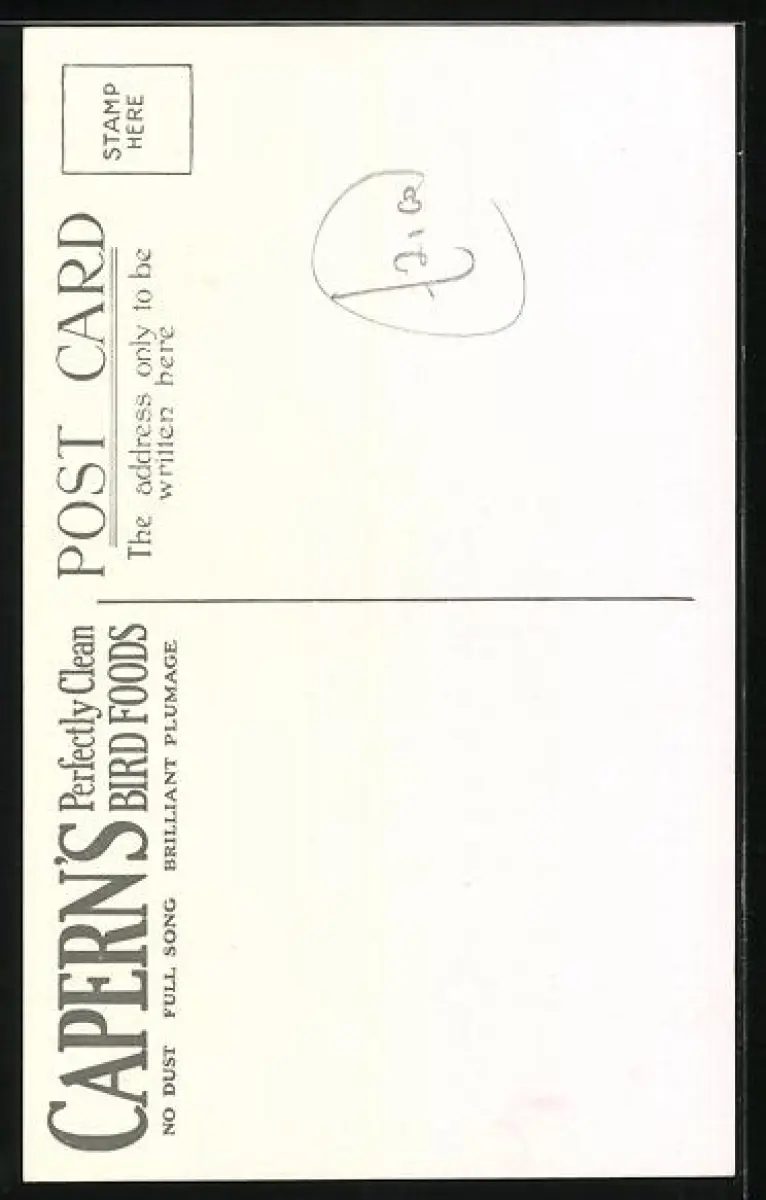 CAPERN'S Perfectly Clean
BIRD FOODS
NO DUST FULL SONG BRILLIANT PLUMAGE
POST CARD
The address only to be
written here
STAMP
HERE